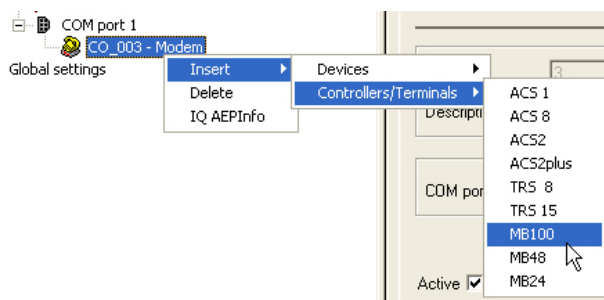 COM port 1
CO_003 - Modem
Global settings
Insert
Delete
IQ AEPInfo
Devices
Controllers/Terminals
3
Descripti
COM por
Active
ACS 1
ACS 8
ACS2
ACS2plus
TRS 8
TRS 15
MB100
MB48
MB24